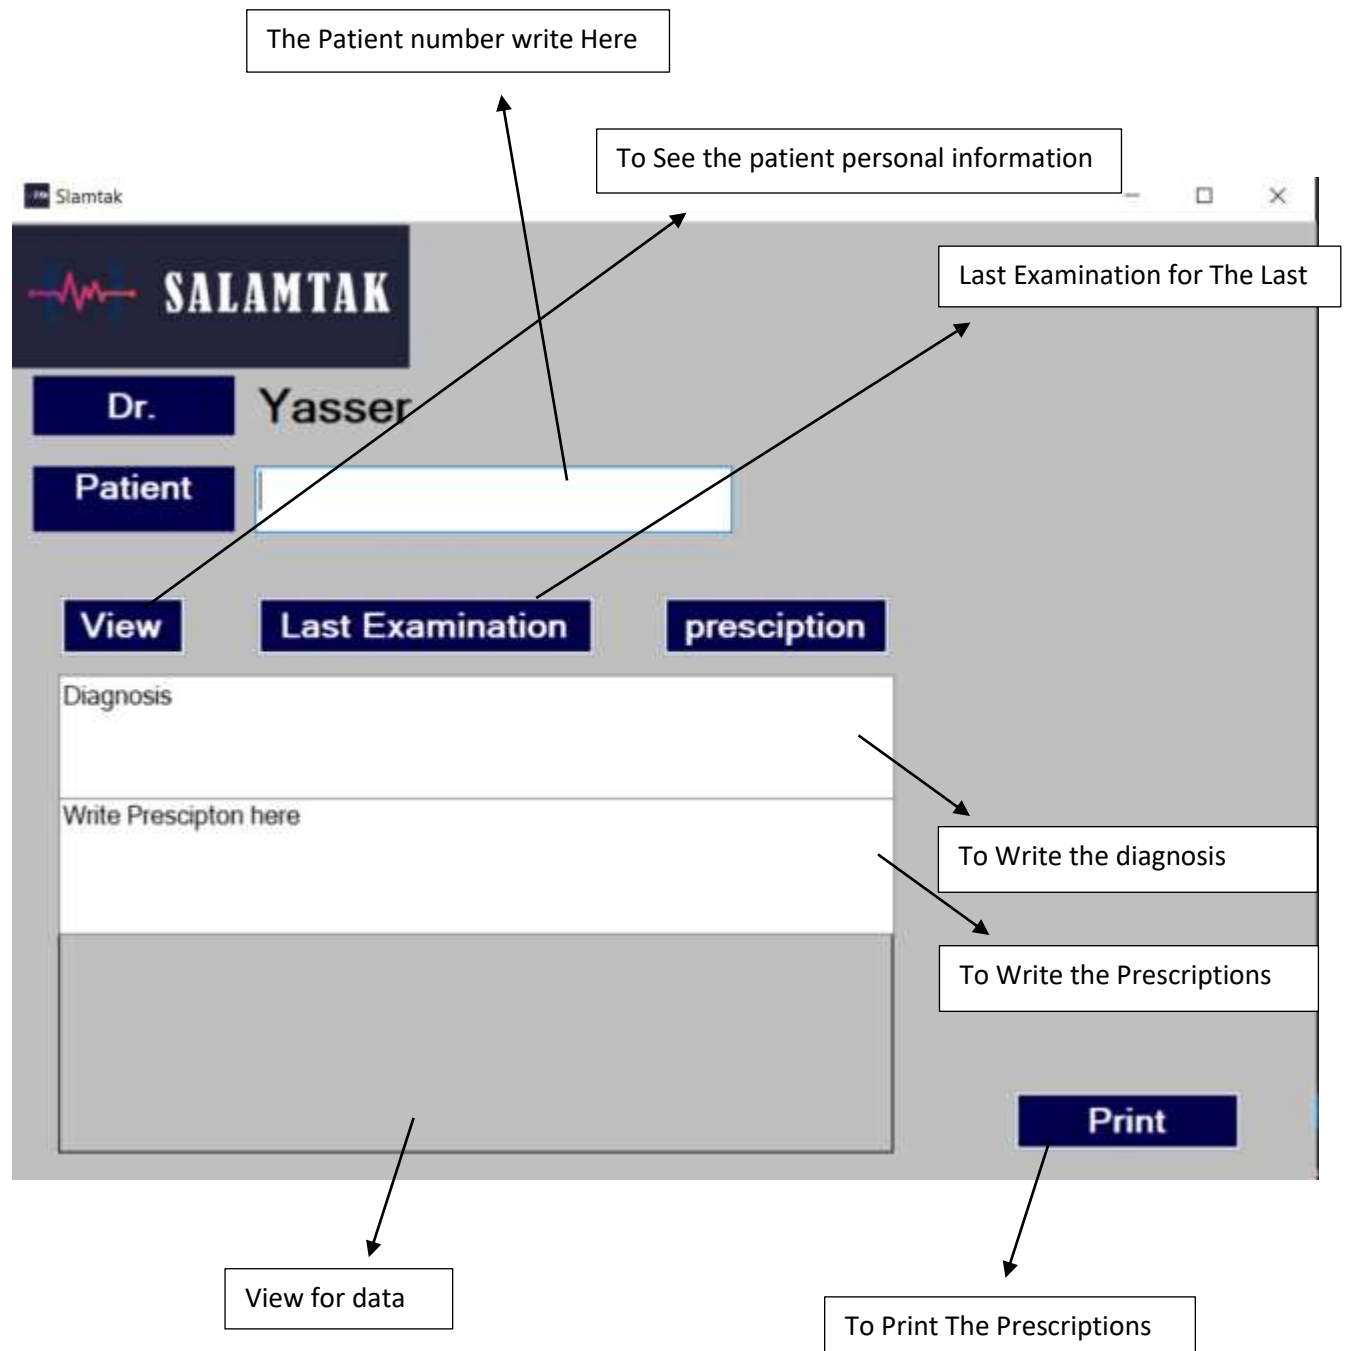 The Patient number write Here
To See the patient personal information
Slamtak
SALAMTAK
Last Examination for The Last
Dr.
Yasser
Patient
View
Last Examination
presciption
Diagnosis
Write Prescipton here
To Write the diagnosis
To Write the Prescriptions
Print
View for data
To Print The Prescriptions